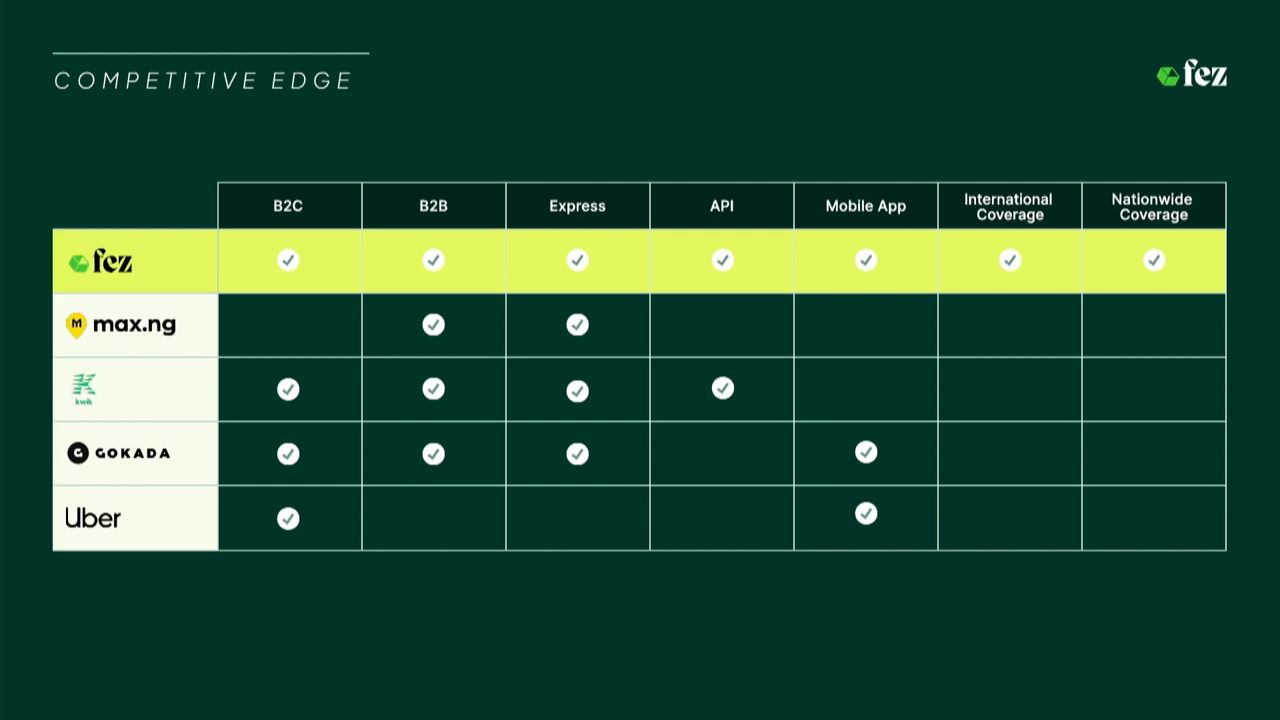 COMPETITIVE EDGE
fez
B2C
B2B
Express
API
Mobile App
International
Coverage
Nationwide
Coverage
fez
M max.ng
K
kwik
G GOKADA
Uber